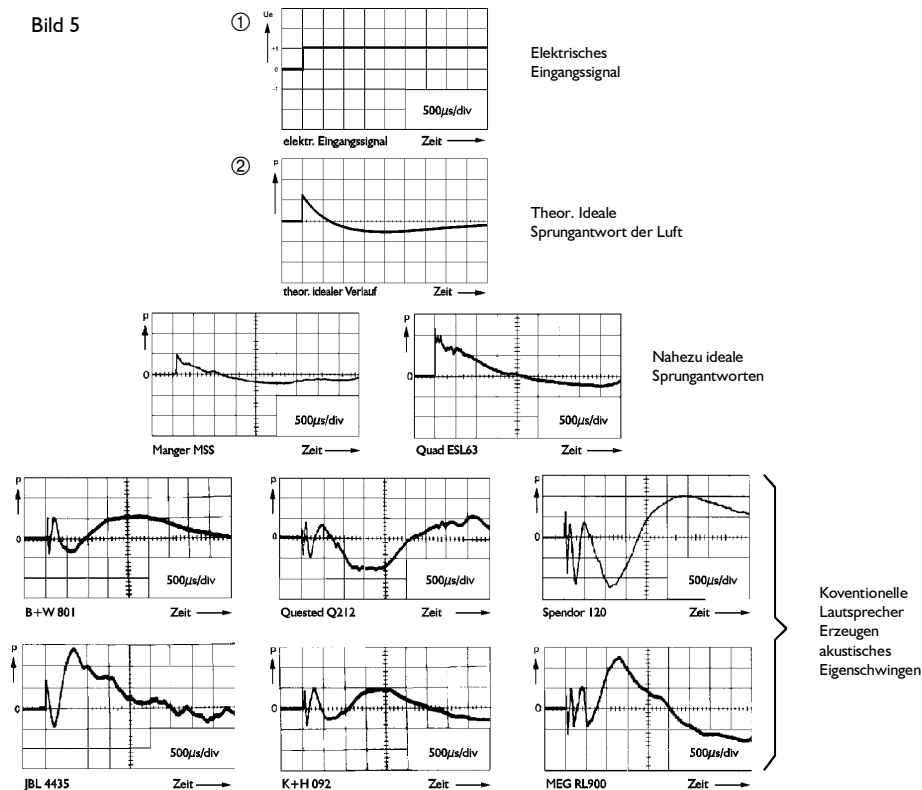 Bild 5
①
Ue
+1
0
-1
500µs/div
elektr. Eingangssignal Zeit
Elektrisches
Eingangssignal
②
p
theor. idealer Verlauf Zeit
Theor. Ideale
Sprungantwort der Luft
p
0
500µs/div
Manger MSS Zeit
p
0
500µs/div
Quad ESL63 Zeit
Nahezu ideale
Sprungantworten
p
0
500µs/div
B+W 801 Zeit
p
0
500µs/div
Quested Q212 Zeit
p
0
500µs/div
Spendor 120 Zeit
p
0
500µs/div
JBL 4435 Zeit
p
0
500µs/div
K+H 092 Zeit
p
0
500µs/div
MEG RL900 Zeit
Koventionelle
Lautsprecher
Erzeugen
akustisches
Eigenschwingen